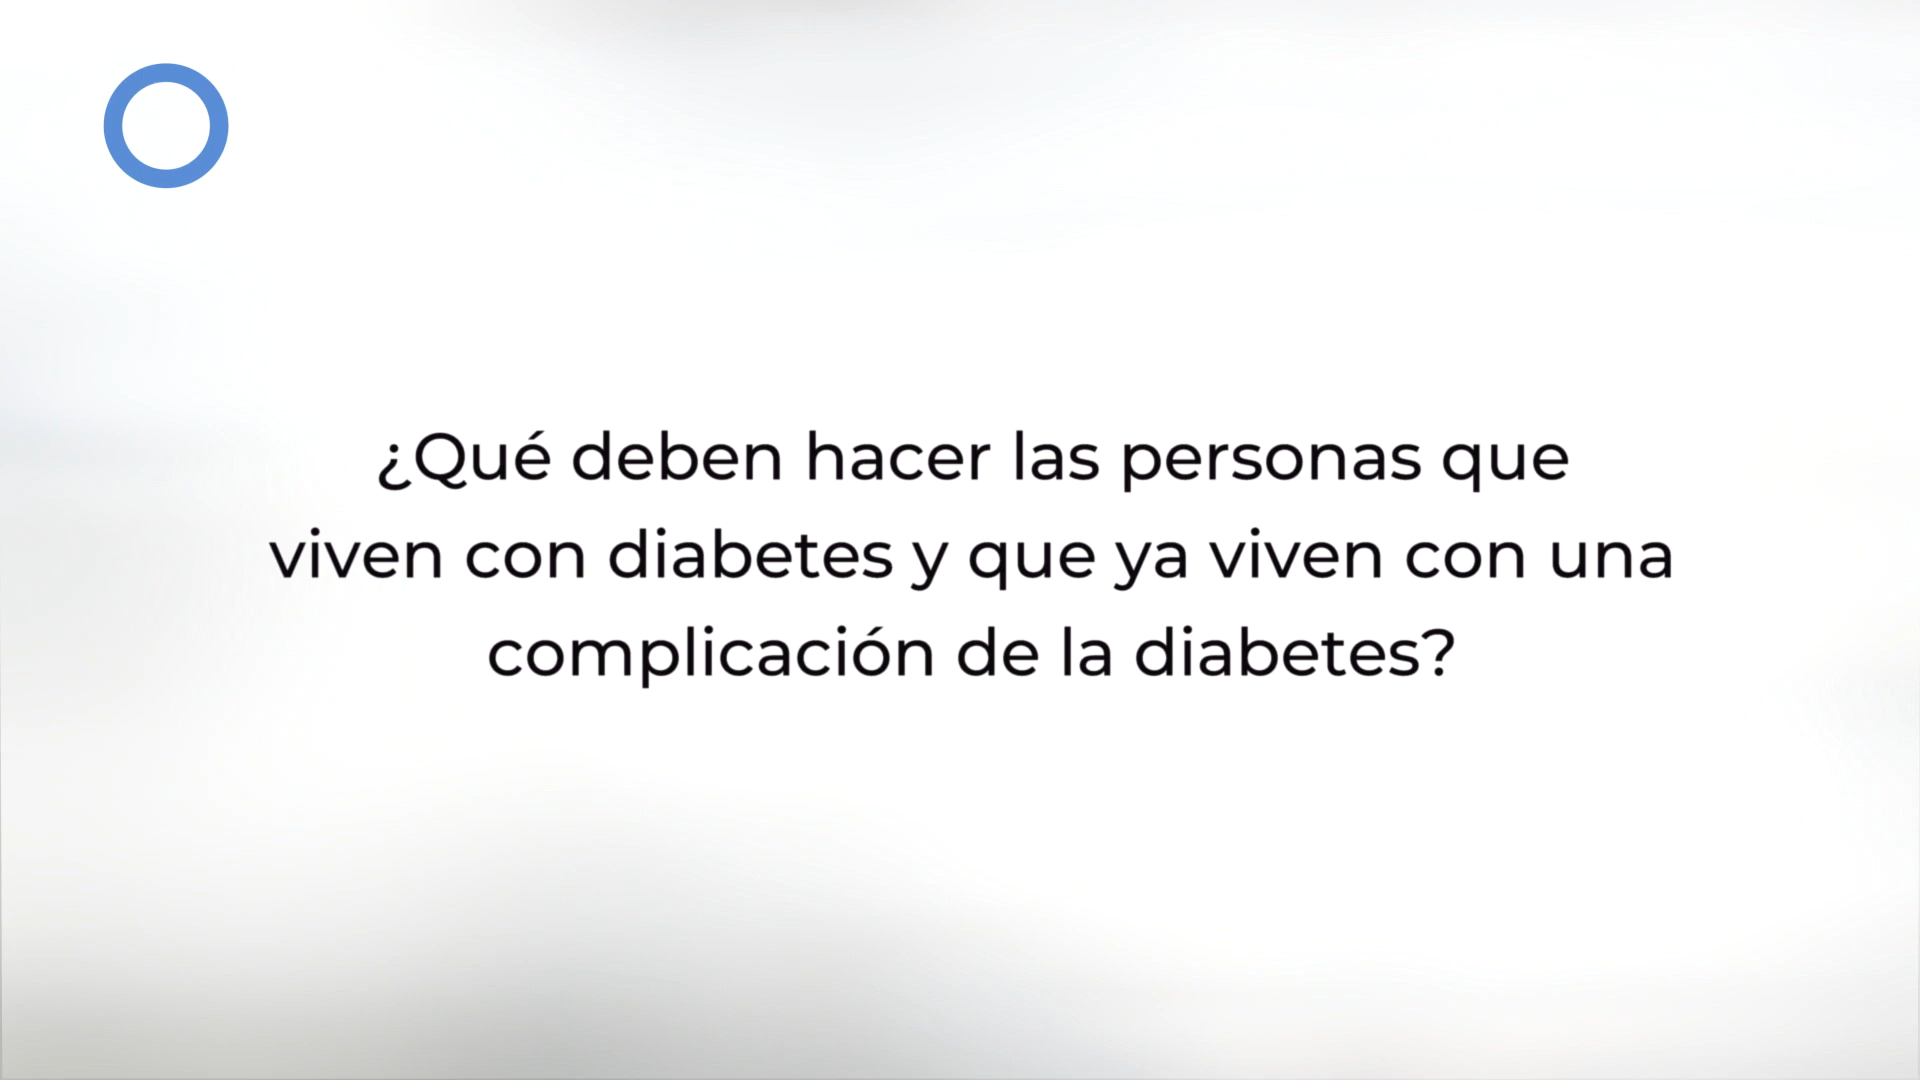 ¿Qué deben hacer las personas que
viven con diabetes y que ya viven con una
complicación de la diabetes?